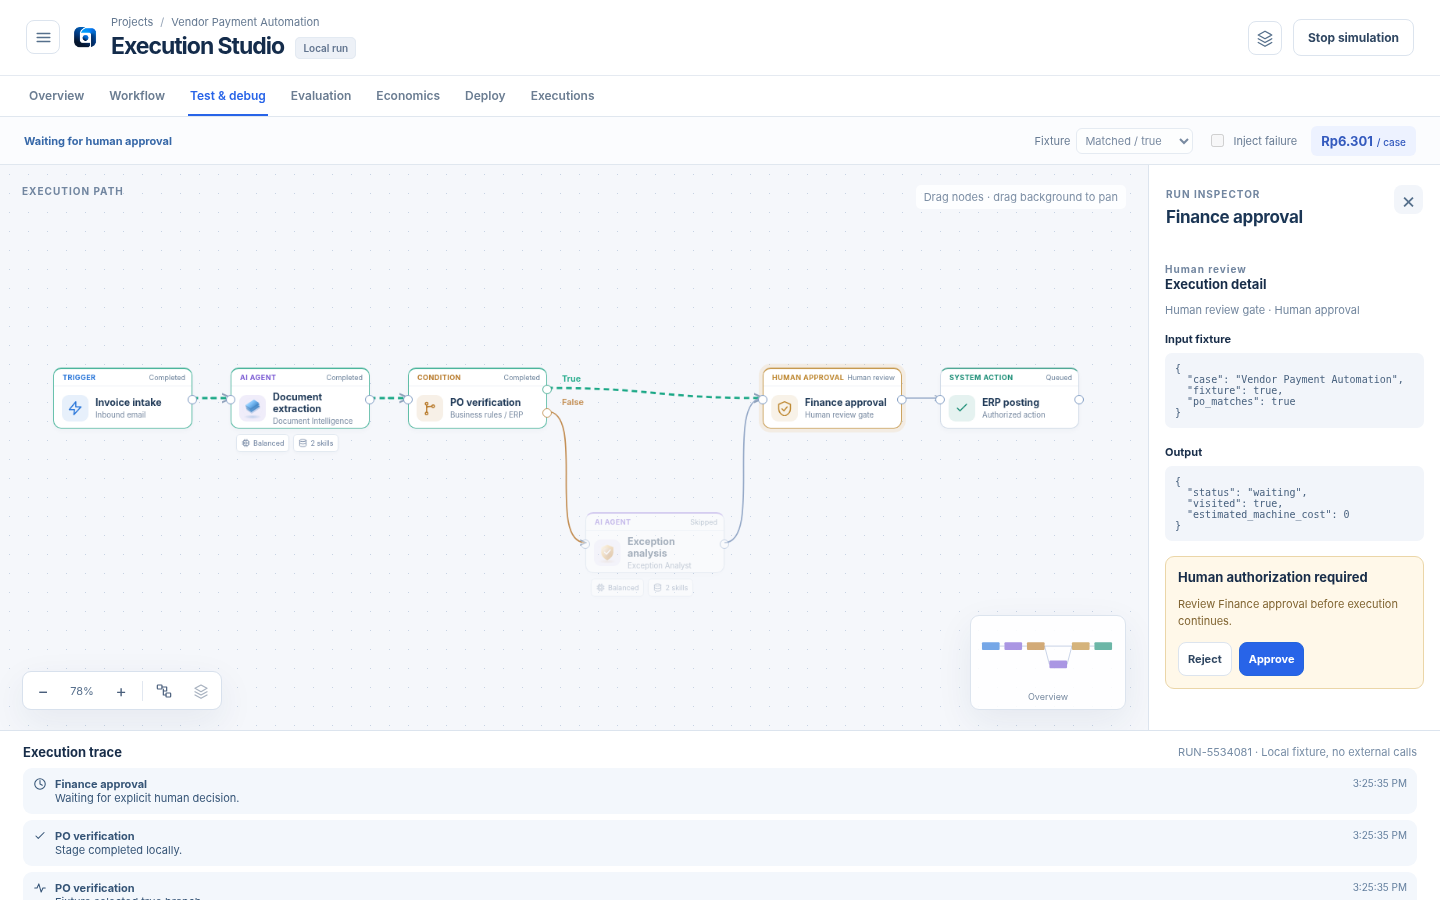 Projects / Vendor Payment Automation
Execution Studio
Local run
Stop simulation
Overview
Workflow
Test & debug
Evaluation
Economics
Deploy
Executions
Waiting for human approval
Fixture
Matched / true
Inject failure
Rp6.301 / case
EXECUTION PATH
Drag nodes · drag background to pan
TRIGGER
Completed
Invoice intake
Inbound email
AI AGENT
Completed
Document
extraction
Document Intelligence
Balanced
2 skills
CONDITION
Completed
PO verification
Business rules / ERP
True
False
AI AGENT
Skipped
Exception
analysis
Exception Analyst
Balanced
2 skills
HUMAN APPROVAL
Human review
Finance approval
Human review gate
SYSTEM ACTION
Queued
ERP posting
Authorized action
78%
Overview
RUN INSPECTOR
Finance approval
Human review
Execution detail
Human review gate · Human approval
Input fixture
{
"case": "Vendor Payment Automation",
"fixture": true,
"po_matches": true
}
Output
{
"status": "waiting",
"visited": true,
"estimated_machine_cost": 0
}
Human authorization required
Review Finance approval before execution
continues.
Reject
Approve
Execution trace
RUN-5534081 · Local fixture, no external calls
Finance approval
3:25:35 PM
Waiting for explicit human decision.
PO verification
3:25:35 PM
Stage completed locally.
PO verification
3:25:35 PM
Fixture selected true branch.